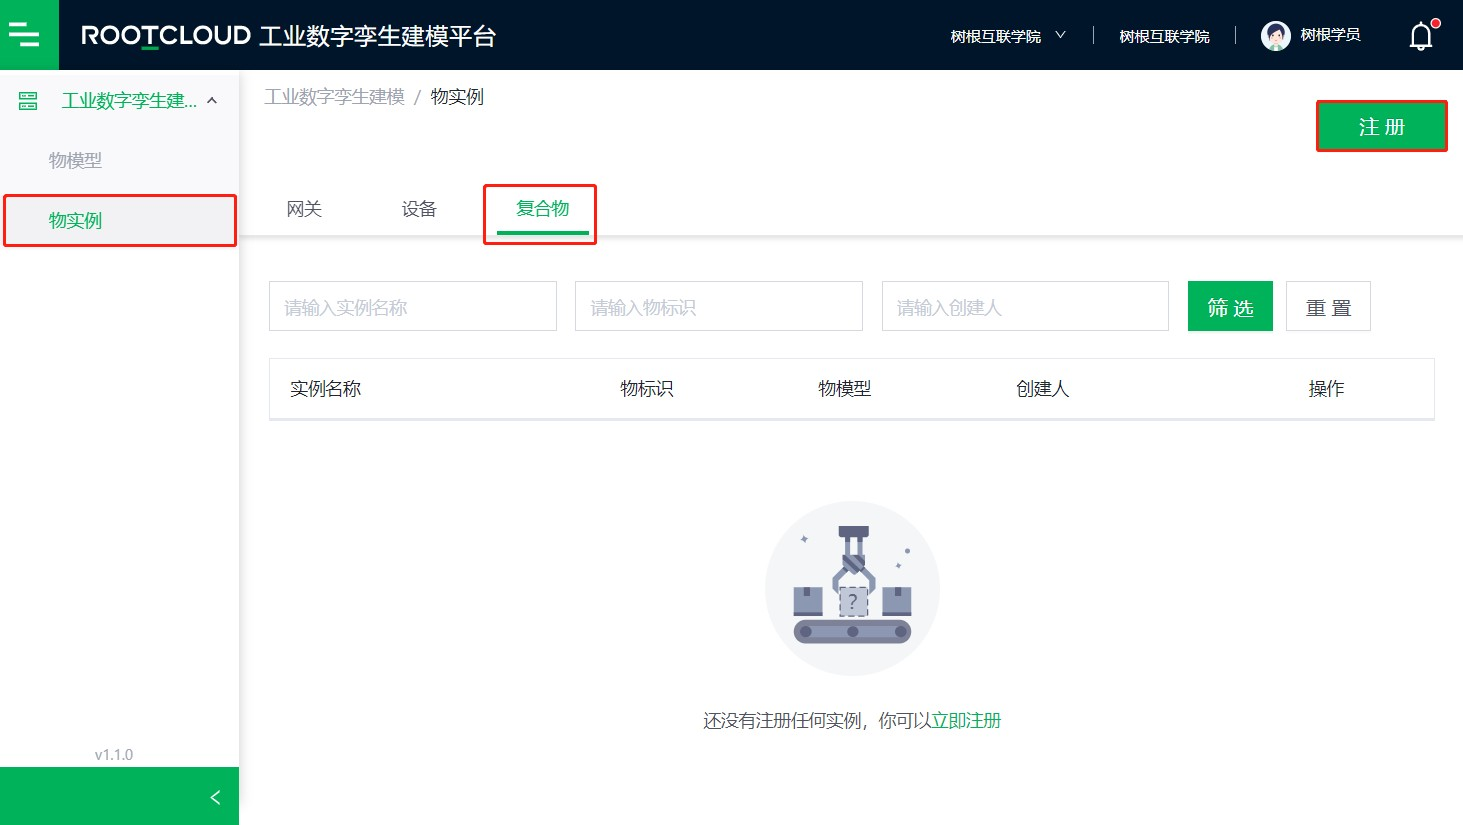 ROOTCLOUD 工业数字孪生建模平台
树根互联学院 树根互联学院 树根学员
工业数字孪生建...
物模型
物实例
工业数字孪生建模 / 物实例
注 册
网关 设备 复合物
请输入实例名称 请输入物标识 请输入创建人 筛 选 重 置
实例名称 物标识 物模型 创建人 操作
?
还没有注册任何实例，你可以立即注册
v1.1.0